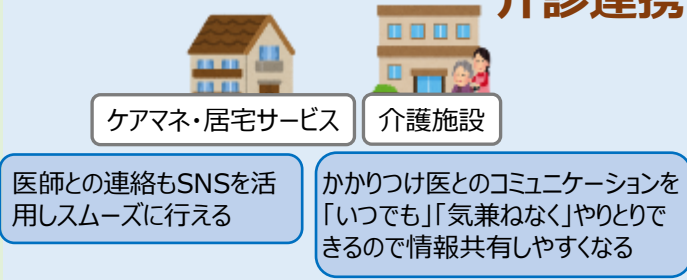 介診連携
ケアマネ・居宅サービス
介護施設
医師との連絡もSNSを活
用しスムーズに行える
かかりつけ医とのコミュニケーションを
「いつでも」「気兼ねなく」やりとりで
きるので情報共有しやすくなる